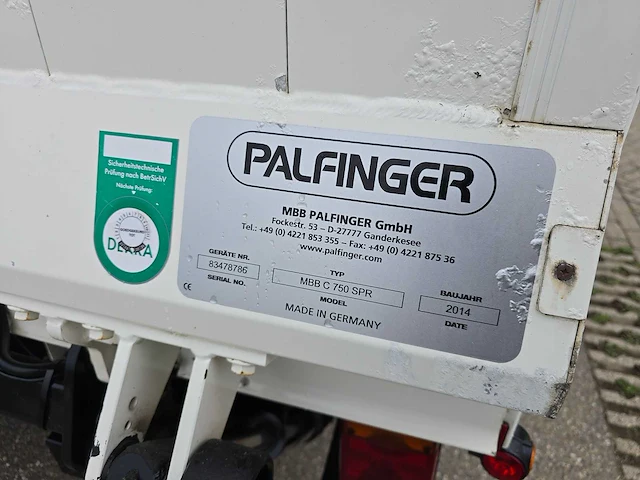 Sicherheitstechnische
Prüfung nach BetrSichV
Nächste Prüfung:
DEKRA
PALFINGER
MBB PALFINGER GmbH
Fockestr. 53 – D-27777 Ganderkesee
Tel.: +49 (0) 4221 853 355 – Fax: +49 (0) 4221 875 36
www.palfinger.com
GERÄTE NR.
83478786
SERIAL NO.
TYP
MBB C 750 SPR
MODEL
BAUJAHR
2014
DATE
CE
MADE IN GERMANY